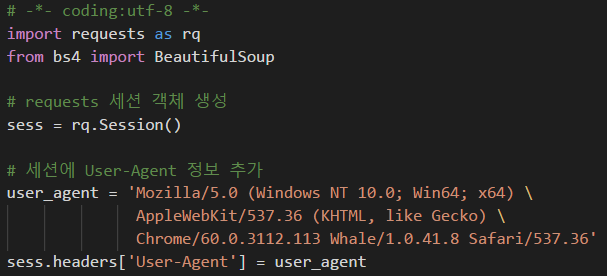 # -*- coding:utf-8 -*-
import requests as rq
from bs4 import BeautifulSoup
# requests 세션 객체 생성
sess = rq.Session()
# 세션에 User-Agent 정보 추가
user_agent = 'Mozilla/5.0 (Windows NT 10.0; Win64; x64) \
AppleWebKit/537.36 (KHTML, like Gecko) \
Chrome/60.0.3112.113 Whale/1.0.41.8 Safari/537.36'
sess.headers['User-Agent'] = user_agent